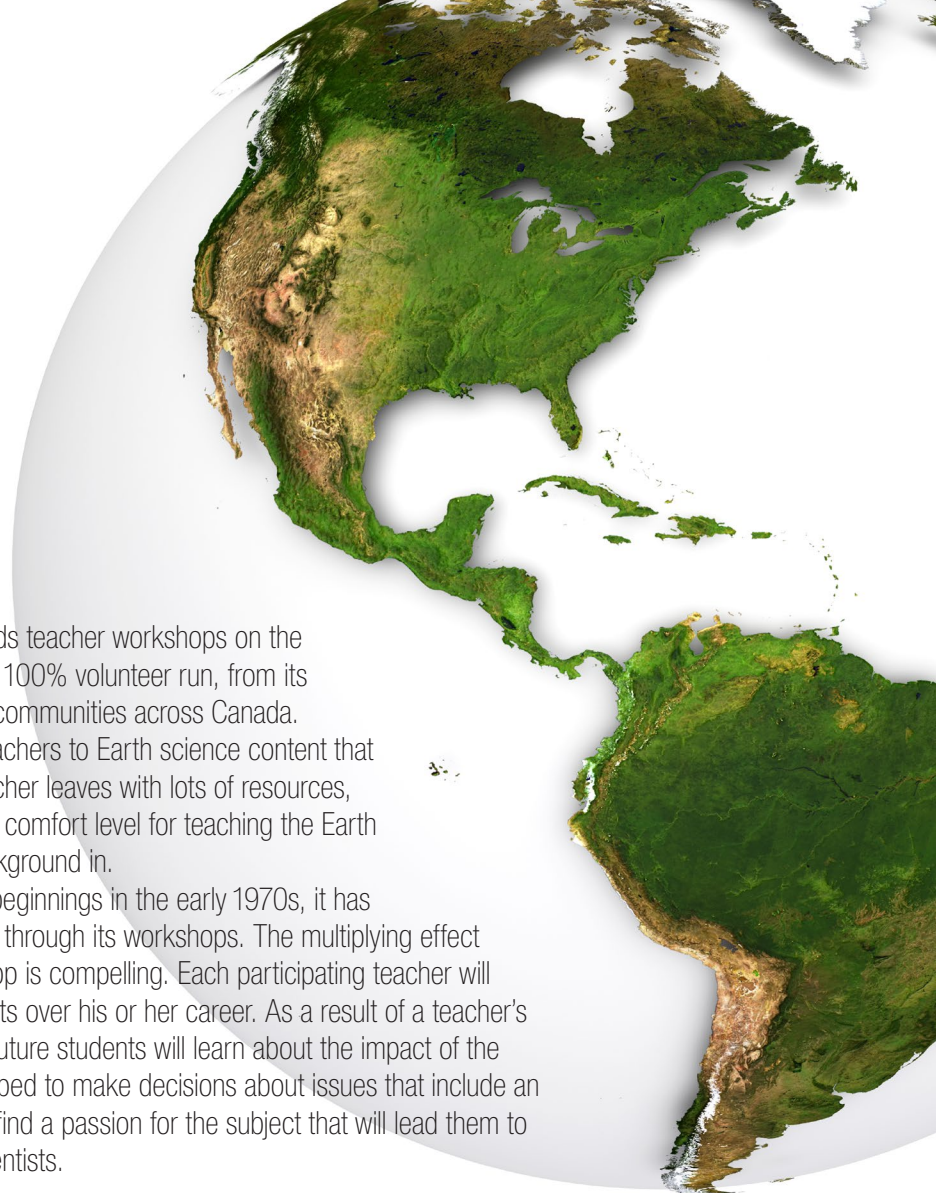 ds teacher workshops on the
100% volunteer run, from its
communities across Canada.
achers to Earth science content that
cher leaves with lots of resources,
comfort level for teaching the Earth
kground in.
beginnings in the early 1970s, it has
through its workshops. The multiplying effect
op is compelling. Each participating teacher will
ts over his or her career. As a result of a teacher’s
uture students will learn about the impact of the
ped to make decisions about issues that include an
find a passion for the subject that will lead them to
entists.